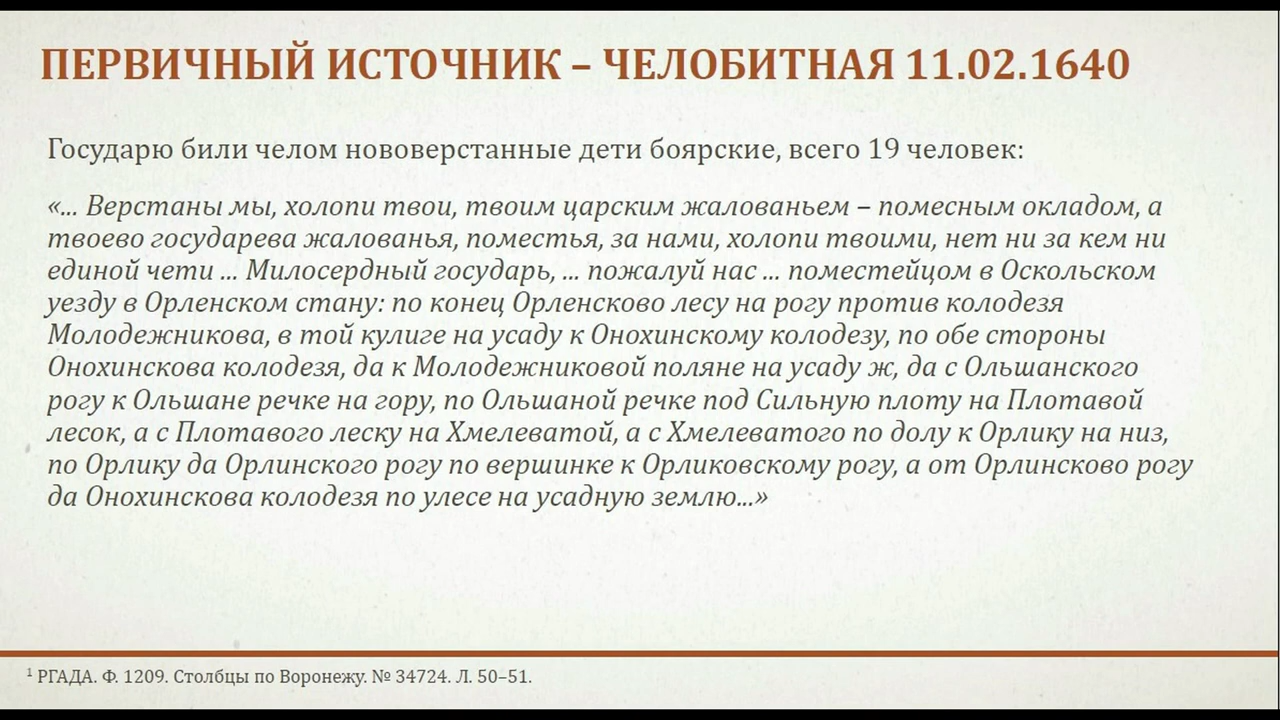 ПЕРВИЧНЫЙ ИСТОЧНИК – ЧЕЛОБИТНАЯ 11.02.1640
Государю били челом нововерстанные дети боярские, всего 19 человек:
«... Верстаны мы, холопи твои, твоим царским жалованьем – помесным окладом, а
твоево государева жалованья, поместья, за нами, холопи твоими, нет ни за кем ни
единой чети ... Милосердный государь, ... пожалуй нас ... поместейцом в Оскольском
уезду в Орленском стану: по конец Орленсково лесу на рогу против колодезя
Молодежникова, в той кулиге на усаду к Онохинскому колодезу, по обе стороны
Онохинскова колодезя, да к Молодежниковой поляне на усаду ж, да с Ольшанского
рогу к Ольшане речке на гору, по Ольшаной речке под Сильную плоту на Плотавой
лесок, а с Плотавого леску на Хмелеватой, а с Хмелеватого по долу к Орлику на низ,
по Орлику да Орлинского рогу по вершинке к Орликовскому рогу, а от Орлинсково рогу
да Онохинскова колодезя по улесе на усадную землю...»
¹ РГАДА. Ф. 1209. Столбцы по Воронежу. № 34724. Л. 50–51.